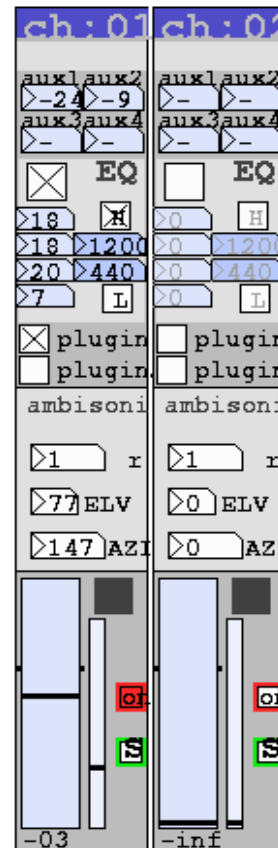 ch:01 ch:02
aux1 aux2 aux1 aux2
-24 -9 - -
aux3 aux4 aux3 aux4
- - - -
EQ EQ
18 H 0 H
18 1200 0 1200
20 440 0 440
7 L 0 L
plugin plugin
plugin plugin
ambisoni ambisoni
1 r 1 r
77 ELV 0 ELV
147 AZI 0 AZ
on on
S S
-03 -inf